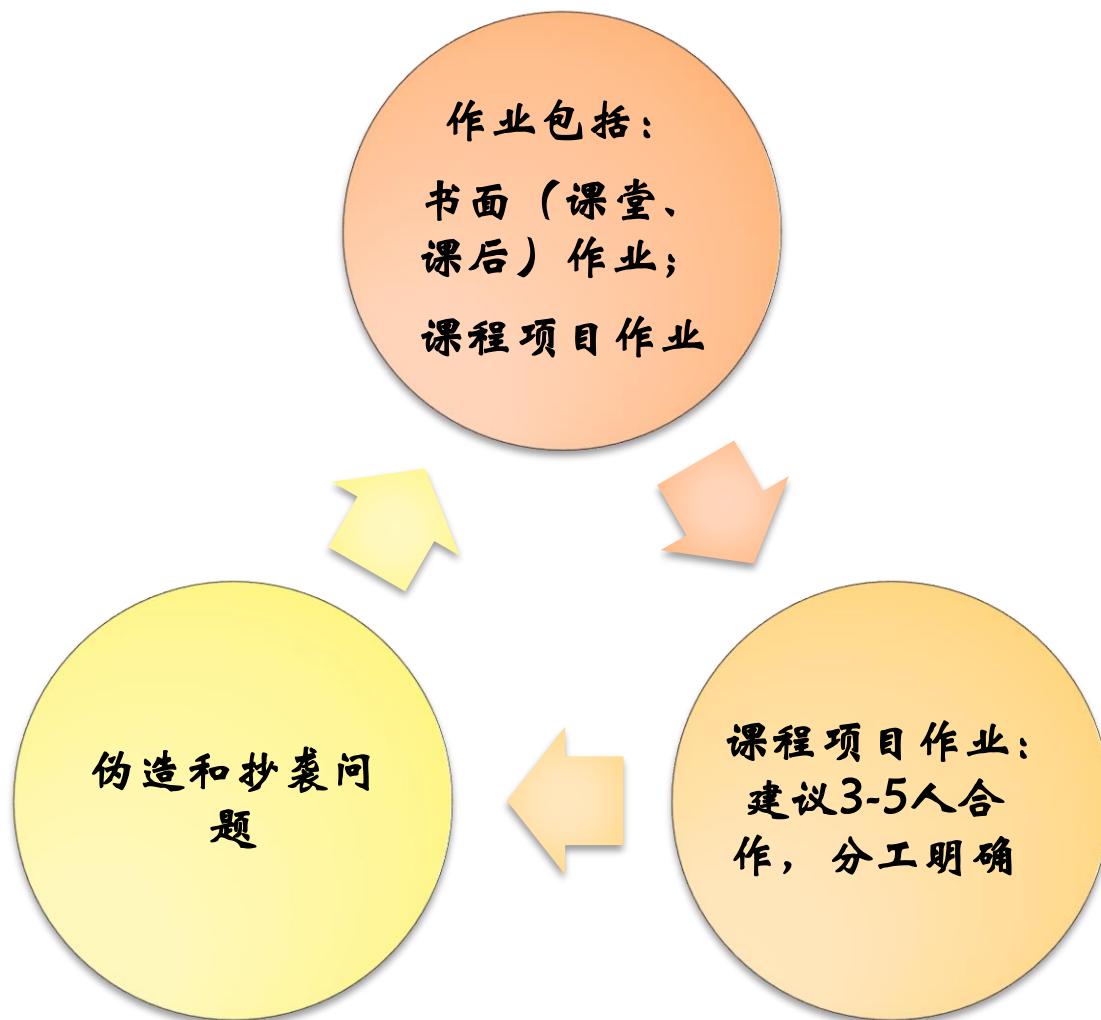 作业包括：
书面（课堂、
课后）作业；
课程项目作业
课程项目作业：
建议3-5人合
作，分工明确
伪造和抄袭问
题